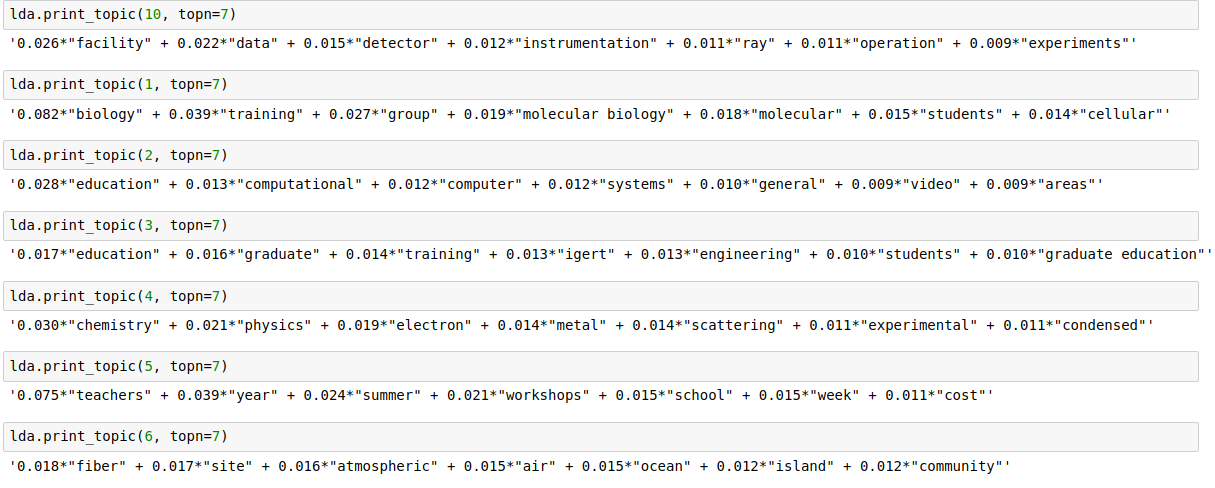 lda.print_topic(10, topn=7)
'0.026*"facility" + 0.022*"data" + 0.015*"detector" + 0.012*"instrumentation" + 0.011*"ray" + 0.011*"operation" + 0.009*"experiments"'
lda.print_topic(1, topn=7)
'0.082*"biology" + 0.039*"training" + 0.027*"group" + 0.019*"molecular biology" + 0.018*"molecular" + 0.015*"students" + 0.014*"cellular"'
lda.print_topic(2, topn=7)
'0.028*"education" + 0.013*"computational" + 0.012*"computer" + 0.012*"systems" + 0.010*"general" + 0.009*"video" + 0.009*"areas"'
lda.print_topic(3, topn=7)
'0.017*"education" + 0.016*"graduate" + 0.014*"training" + 0.013*"igert" + 0.013*"engineering" + 0.010*"students" + 0.010*"graduate education"'
lda.print_topic(4, topn=7)
'0.030*"chemistry" + 0.021*"physics" + 0.019*"electron" + 0.014*"metal" + 0.014*"scattering" + 0.011*"experimental" + 0.011*"condensed"'
lda.print_topic(5, topn=7)
'0.075*"teachers" + 0.039*"year" + 0.024*"summer" + 0.021*"workshops" + 0.015*"school" + 0.015*"week" + 0.011*"cost"'
lda.print_topic(6, topn=7)
'0.018*"fiber" + 0.017*"site" + 0.016*"atmospheric" + 0.015*"air" + 0.015*"ocean" + 0.012*"island" + 0.012*"community"'